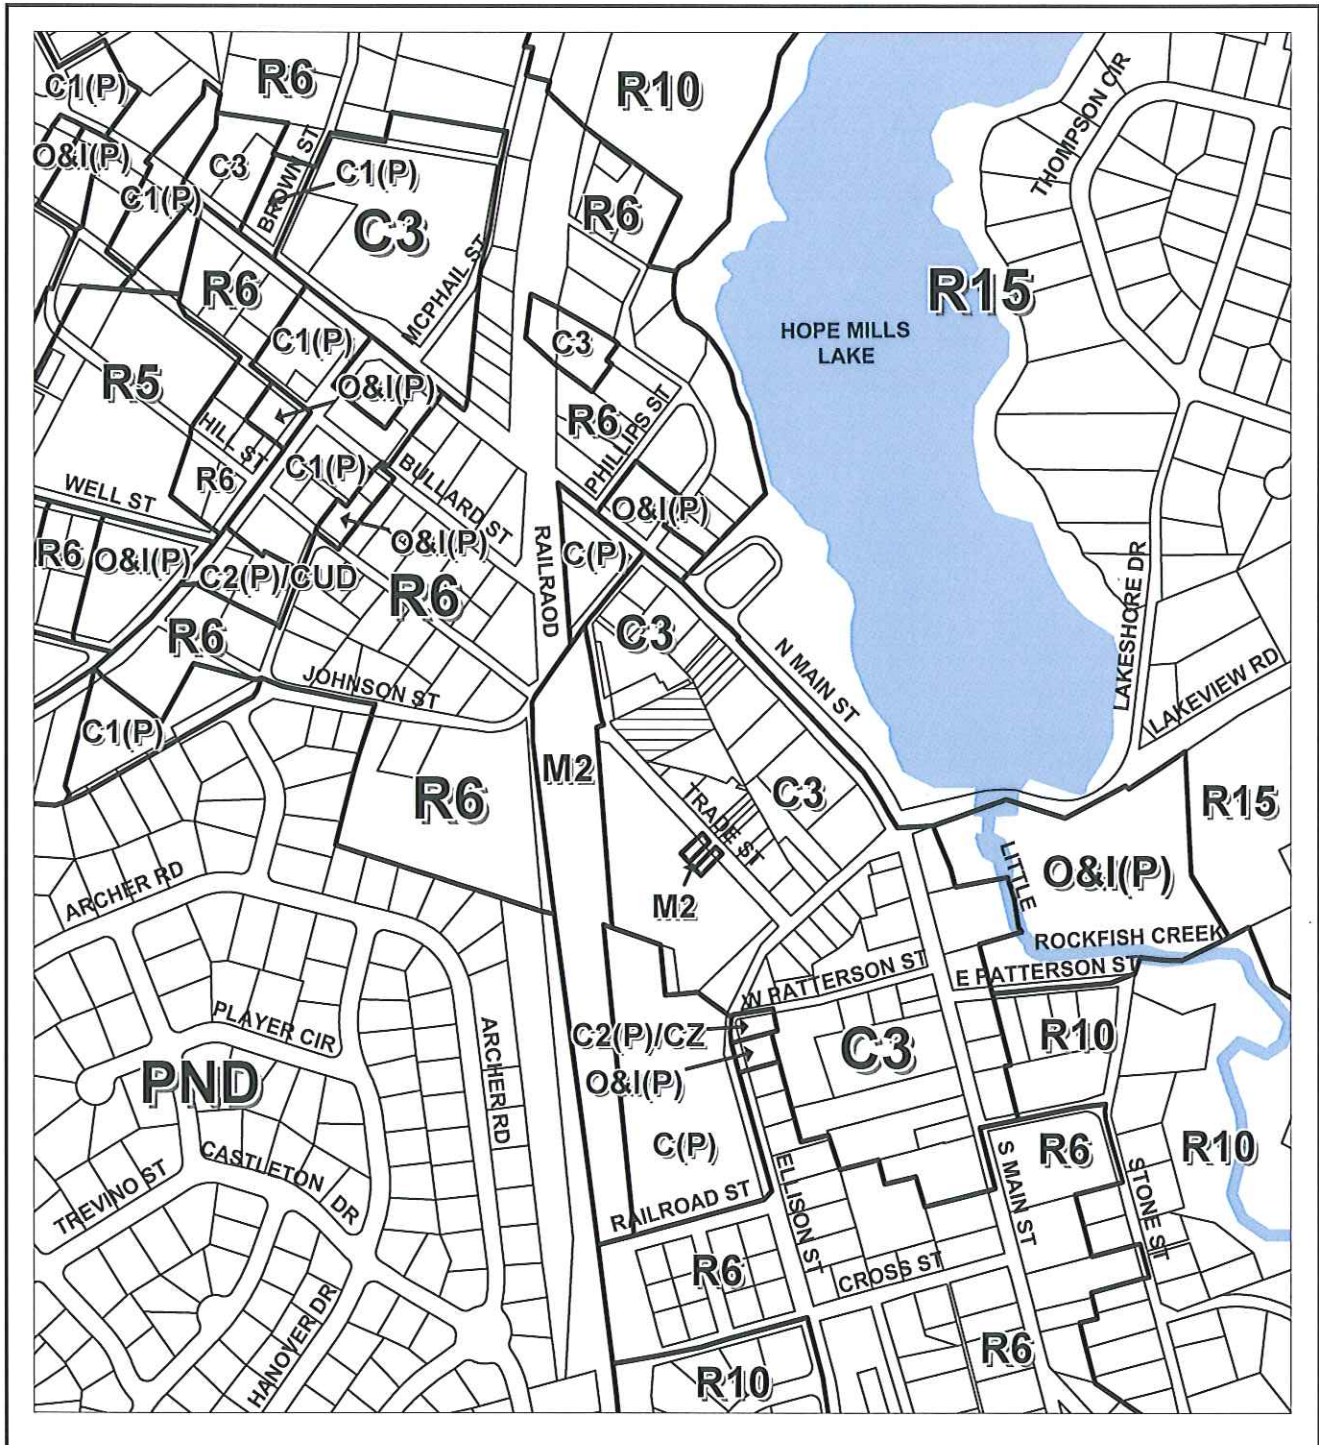 R6
R10
C1(P)
THOMPSON CIR
O&I(P)
C3
BROWN ST
C1(P)
C1(P)
R6
C3
MCPHAIL ST
R15
R6
HOPE MILLS
LAKE
C1(P)
C3
R5
O&I(P)
R6
PHILLIPS ST
HILL ST
C1(P)
BULLARD ST
R6
WELL ST
O&I(P)
RAILRAOD
O&I(P)
C(P)
R6
O&I(P)
C2(P)/CUD
R6
LAKESHORE DR
R6
C3
N MAIN ST
LAKEVIEW RD
JOHNSON ST
C1(P)
M2
R6
C3
R15
TRADE ST
LITTLE
O&I(P)
ARCHER RD
M2
ROCKFISH CREEK
W PATTERSON ST
E PATTERSON ST
PLAYER CIR
ARCHER RD
C2(P)/CZ
C3
R10
PND
O&I(P)
C(P)
R6
R10
CASTLETON DR
TREVINO ST
RAILROAD ST
ELLISON ST
S MAIN ST
STONE ST
R6
CROSS ST
HANOVER DR
R6
R10